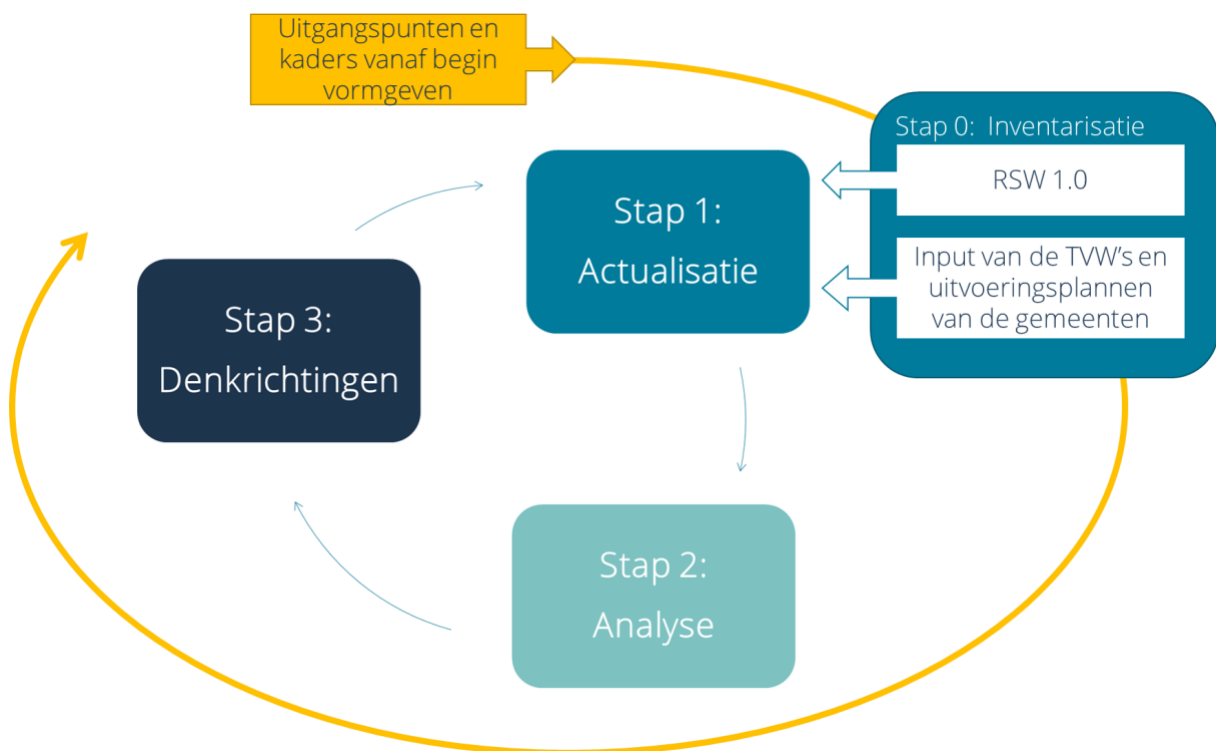 Uitgangspunten en
kaders vanaf begin
vormgeven
Stap 0: Inventarisatie
RSW 1.0
Input van de TVW’s en
uitvoeringsplannen
van de gemeenten
Stap 1:
Actualisatie
Stap 2:
Analyse
Stap 3:
Denkrichtingen